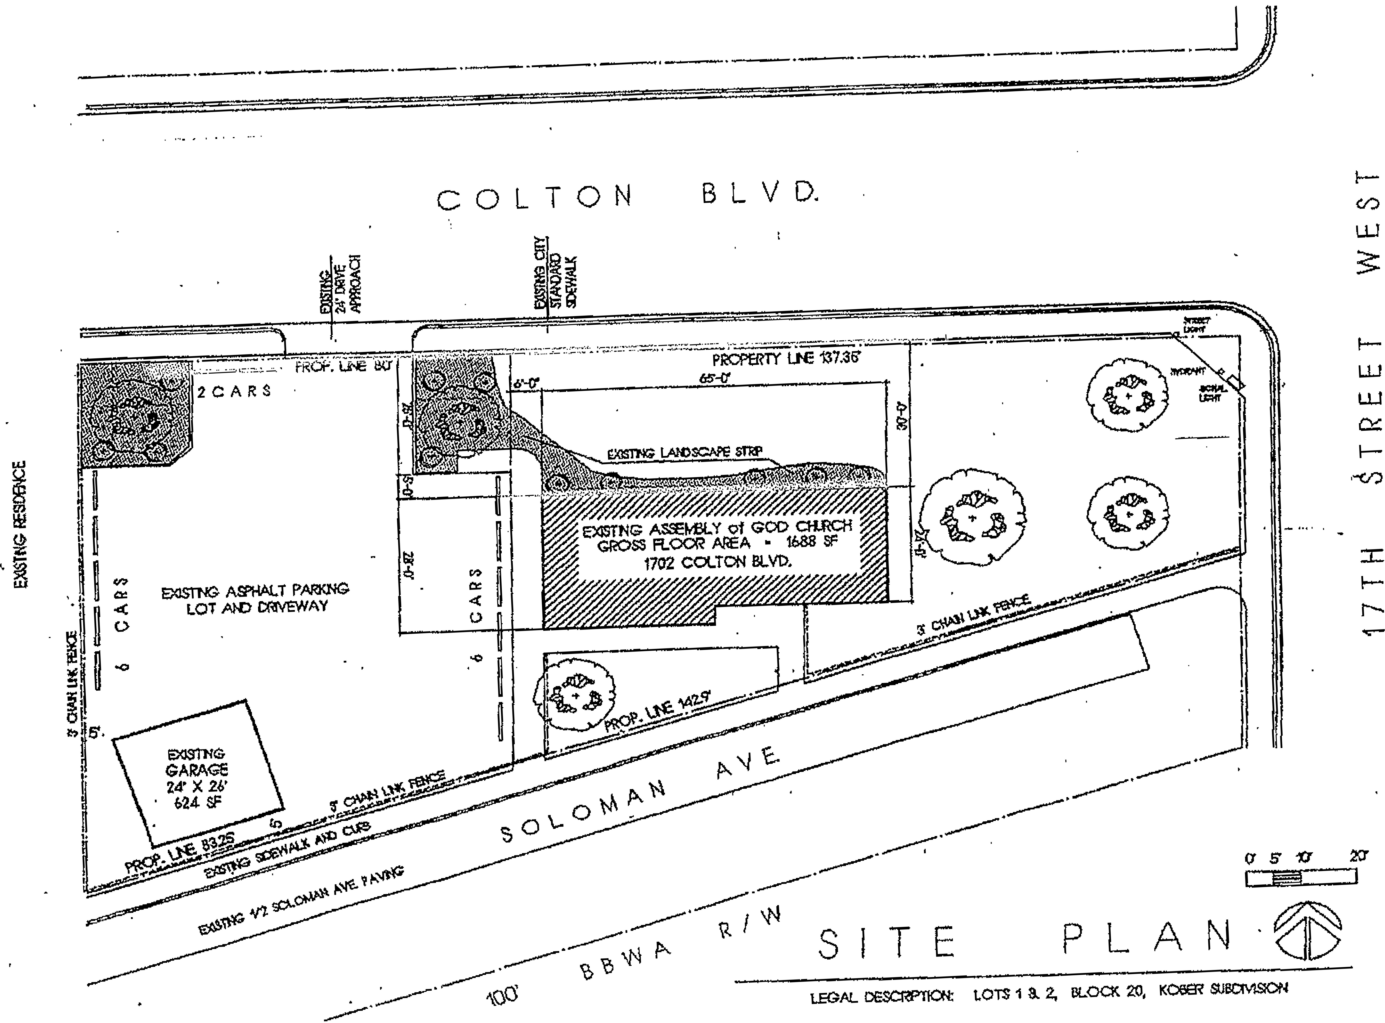 COLTON BLVD.
17TH STREET WEST
EXISTING
24' DRIVE
APPROACH
EXISTING CITY
STANDARD
SIDEWALK
STREET
LIGHT
HYDRANT
SIGNAL
LIGHT
PROP. LINE 80'
PROPERTY LINE 137.36'
2 CARS
6'-0"
65'-0"
30'-0"
EXISTING LANDSCAPE STRIP
EXISTING RESIDENCE
EXISTING ASSEMBLY of GOD CHURCH
GROSS FLOOR AREA = 1688 SF
1702 COLTON BLVD.
28'-0"
6 CARS
EXISTING ASPHALT PARKING
LOT AND DRIVEWAY
6 CARS
3' CHAIN LINK FENCE
3' CHAIN LINK FENCE
5'
EXISTING
GARAGE
24' X 26'
624 SF
5'
PROP. LINE 142.9'
3' CHAIN LINK FENCE
PROP. LINE 83.25'
EXISTING SIDEWALK AND CURB
SOLOMAN AVE
EXISTING 1/2 SOLOMAN AVE PAVING
100' BBWA R/W
0' 5' 10' 20'
SITE PLAN
LEGAL DESCRIPTION: LOTS 1 & 2, BLOCK 20, KOBER SUBDIVISION